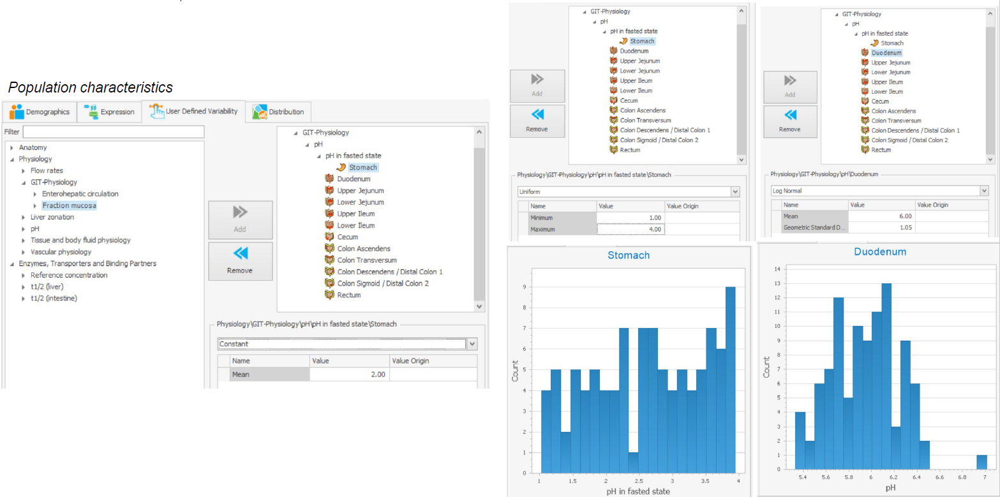 Population characteristics
Demographics
Expression
User Defined Variability
Distribution
Filter
Anatomy
Physiology
Flow rates
GIT-Physiology
Enterohepatic circulation
Fraction mucosa
Liver zonation
pH
Tissue and body fluid physiology
Vascular physiology
Enzymes, Transporters and Binding Partners
Reference concentration
t1/2 (liver)
t1/2 (intestine)
Add
Remove
GIT-Physiology
pH
pH in fasted state
Stomach
Duodenum
Upper Jejunum
Lower Jejunum
Upper Ileum
Lower Ileum
Cecum
Colon Ascendens
Colon Transversum
Colon Descendens / Distal Colon 1
Colon Sigmoid / Distal Colon 2
Rectum
Physiology\GIT-Physiology\pH\pH in fasted state\Stomach
Constant
Name Value Value Origin
Mean 2.00
GIT-Physiology
pH
pH in fasted state
Stomach
Duodenum
Upper Jejunum
Lower Jejunum
Upper Ileum
Lower Ileum
Cecum
Colon Ascendens
Colon Transversum
Colon Descendens / Distal Colon 1
Colon Sigmoid / Distal Colon 2
Rectum
Add
Remove
Physiology\GIT-Physiology\pH\pH in fasted state\Stomach
Uniform
Name Value Value Origin
Minimum 1.00
Maximum 4.00
GIT-Physiology
pH
pH in fasted state
Stomach
Duodenum
Upper Jejunum
Lower Jejunum
Upper Ileum
Lower Ileum
Cecum
Colon Ascendens
Colon Transversum
Colon Descendens / Distal Colon 1
Colon Sigmoid / Distal Colon 2
Rectum
Add
Remove
Physiology\GIT-Physiology\pH\Duodenum
Log Normal
Name Value Value Origin
Mean 6.00
Geometric Standard D... 1.05
Stomach
Count
9
8
7
6
5
4
3
2
1
0
1 1.5 2 2.5 3 3.5 4
pH in fasted state
Duodenum
Count
14
13
12
11
10
9
8
7
6
5
4
3
2
1
0
5.4 5.6 5.8 6 6.2 6.4 6.6 6.8 7
pH